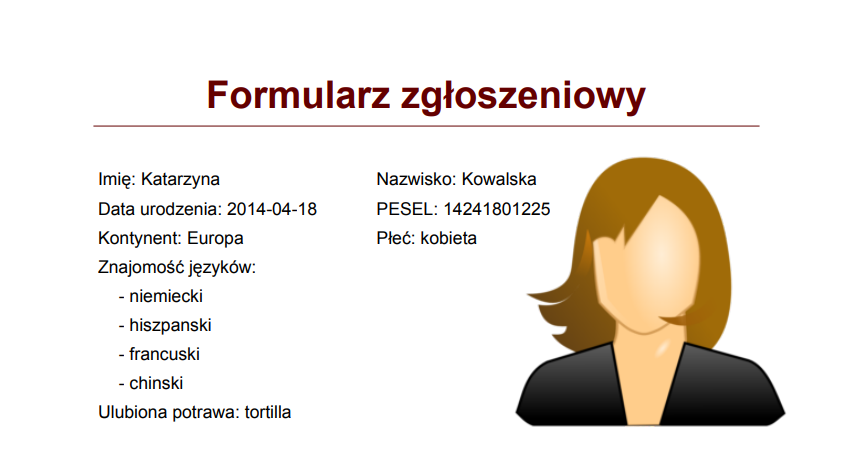 Formularz zgłoszeniowy
Imię: Katarzyna
Nazwisko: Kowalska
Data urodzenia: 2014-04-18
PESEL: 14241801225
Kontynent: Europa
Płeć: kobieta
Znajomość języków:
- niemiecki
- hiszpanski
- francuski
- chinski
Ulubiona potrawa: tortilla